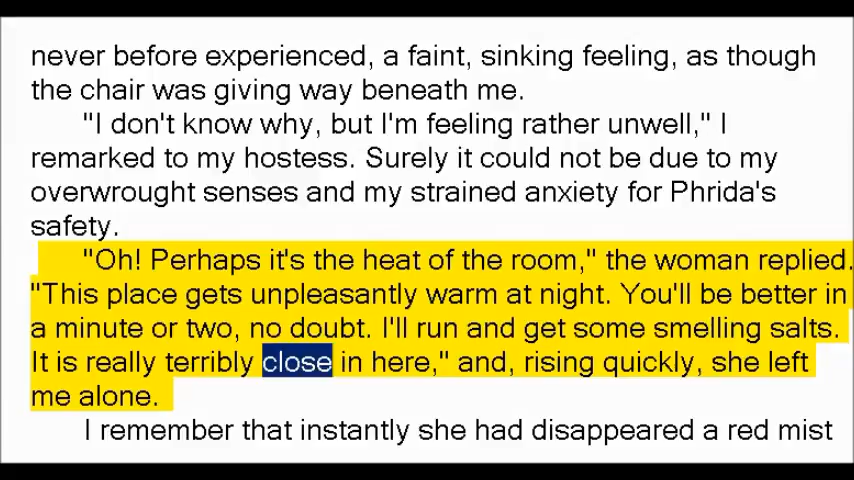 never before experienced, a faint, sinking feeling, as though
the chair was giving way beneath me.
"I don't know why, but I'm feeling rather unwell," I
remarked to my hostess. Surely it could not be due to my
overwrought senses and my strained anxiety for Phrida's
safety.
"Oh! Perhaps it's the heat of the room," the woman replied.
"This place gets unpleasantly warm at night. You'll be better in
a minute or two, no doubt. I'll run and get some smelling salts.
It is really terribly close in here," and, rising quickly, she left
me alone.
I remember that instantly she had disappeared a red mist